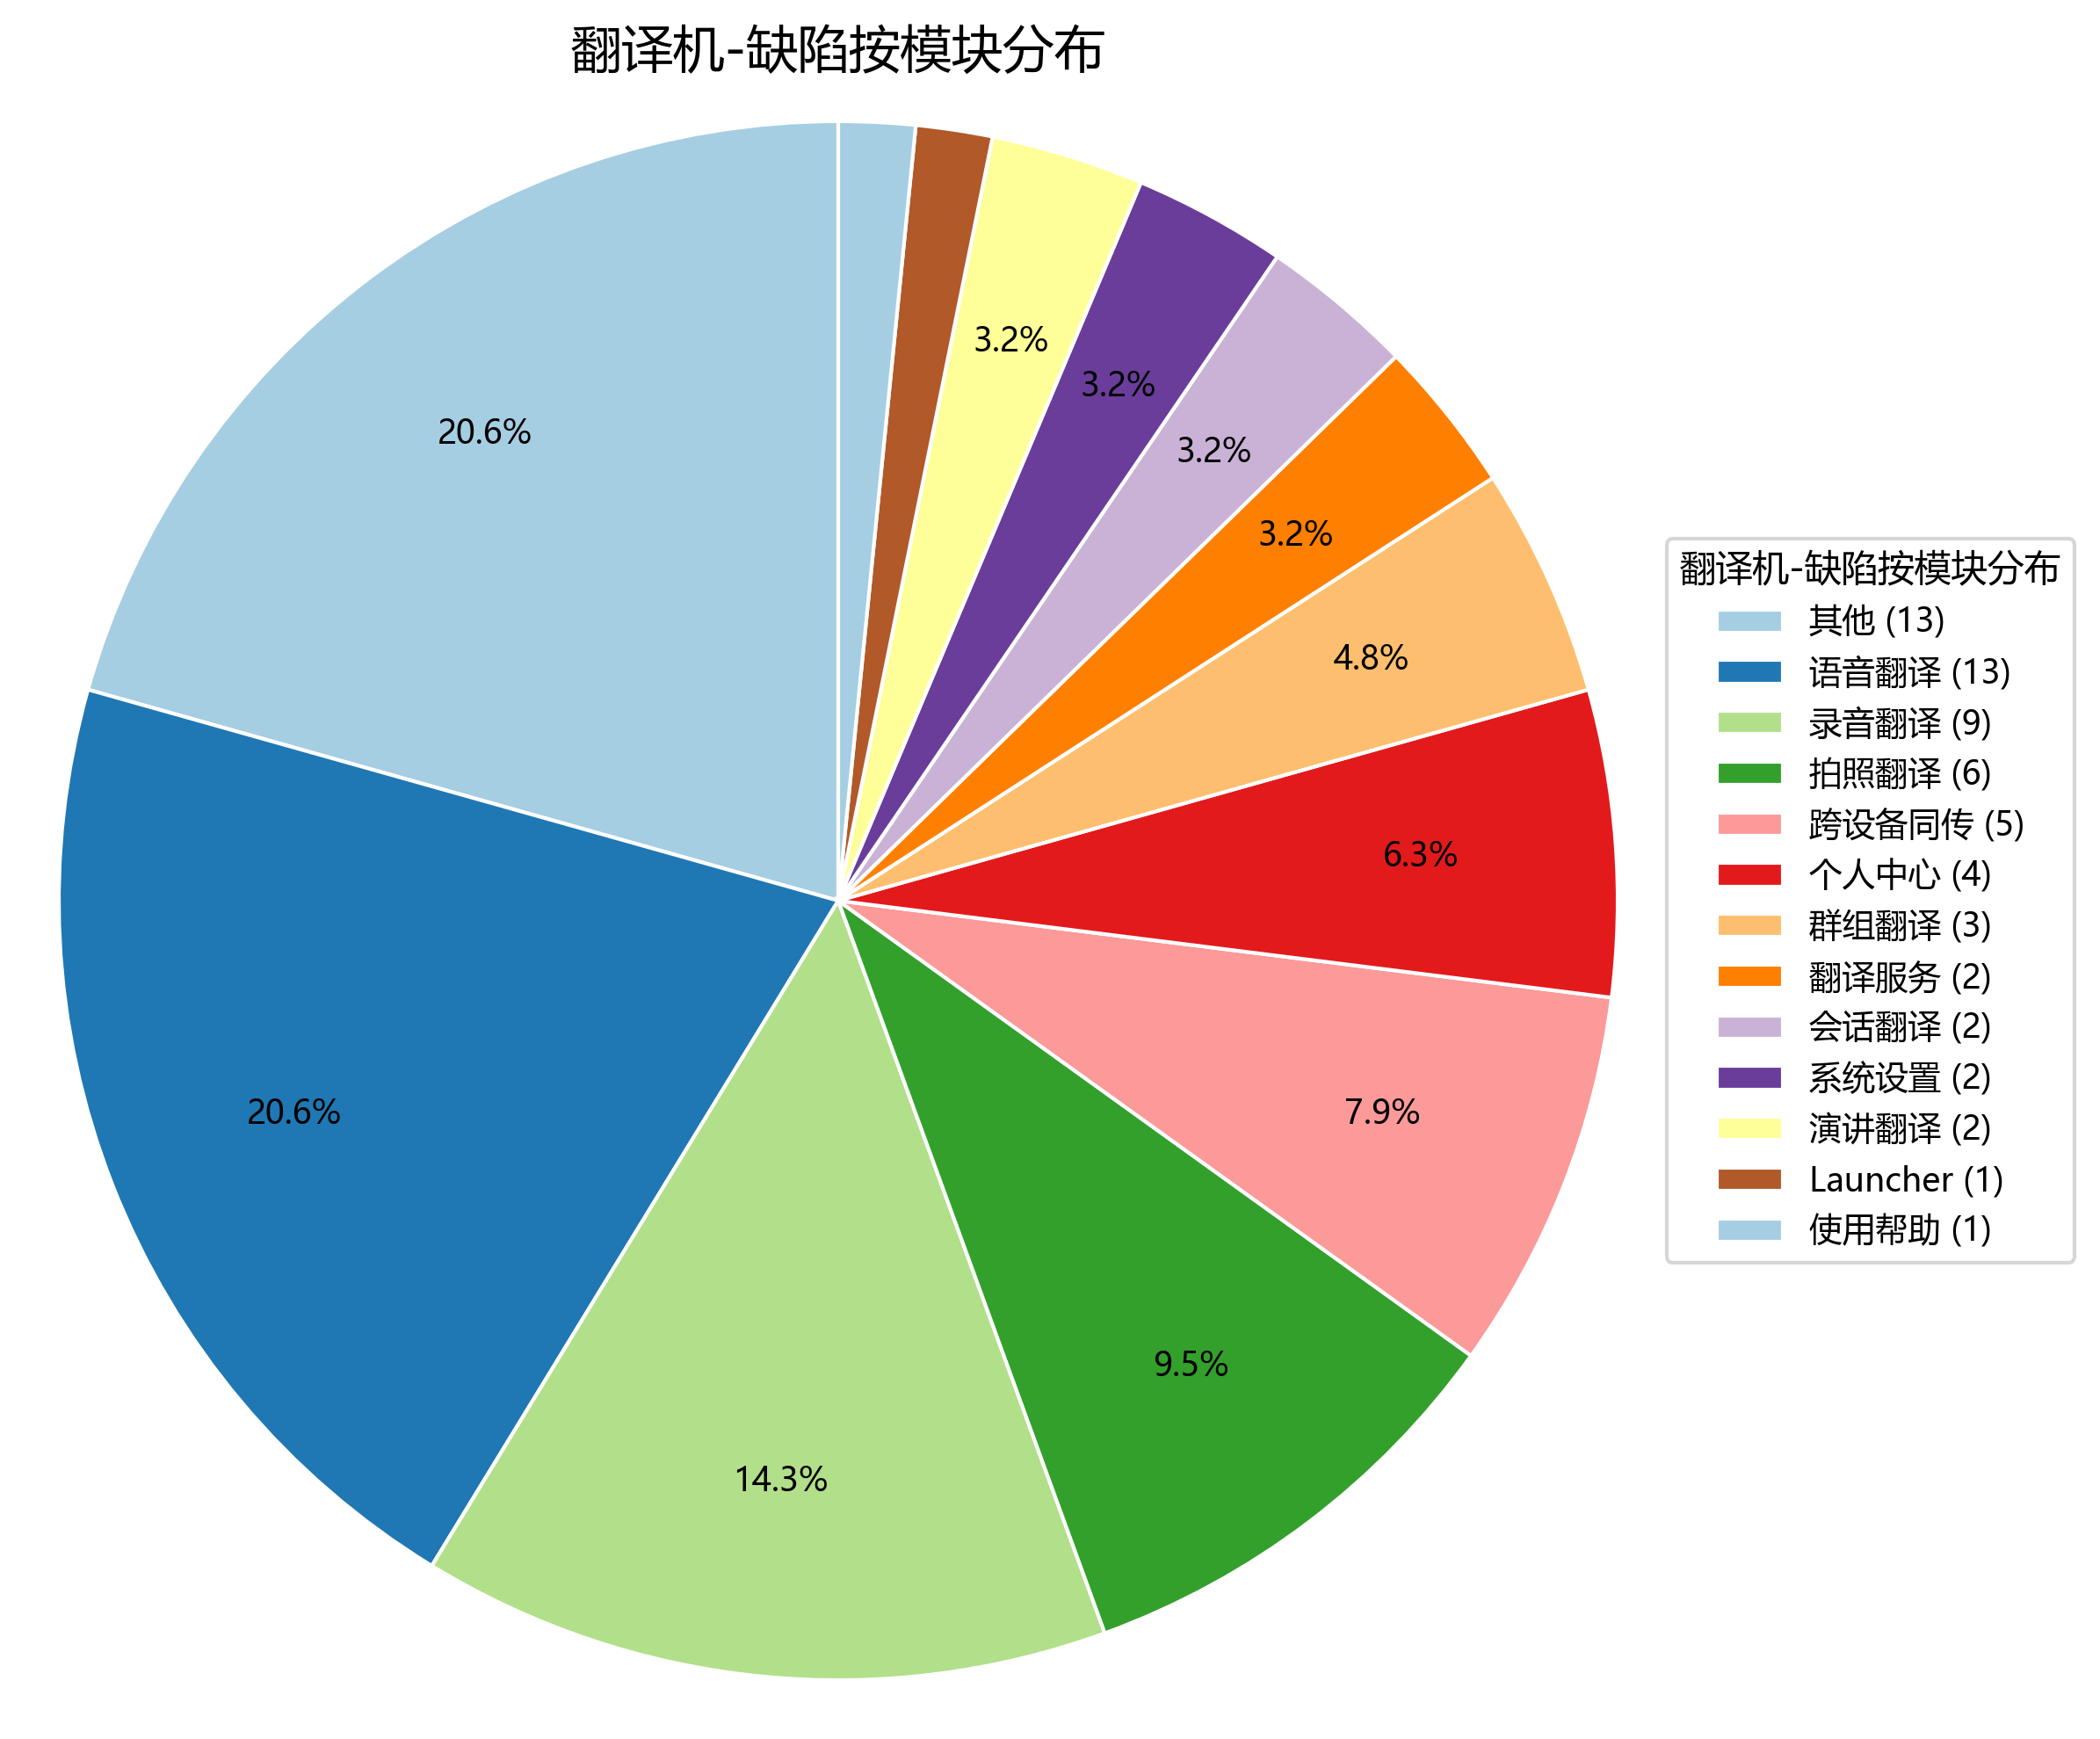 翻译机-缺陷按模块分布
3.2%
3.2%
20.6%
3.2%
3.2%
4.8%
6.3%
20.6%
7.9%
9.5%
14.3%
翻译机-缺陷按模块分布
其他 (13)
语音翻译 (13)
录音翻译 (9)
拍照翻译 (6)
跨设备同传 (5)
个人中心 (4)
群组翻译 (3)
翻译服务 (2)
会话翻译 (2)
系统设置 (2)
演讲翻译 (2)
Launcher (1)
使用帮助 (1)